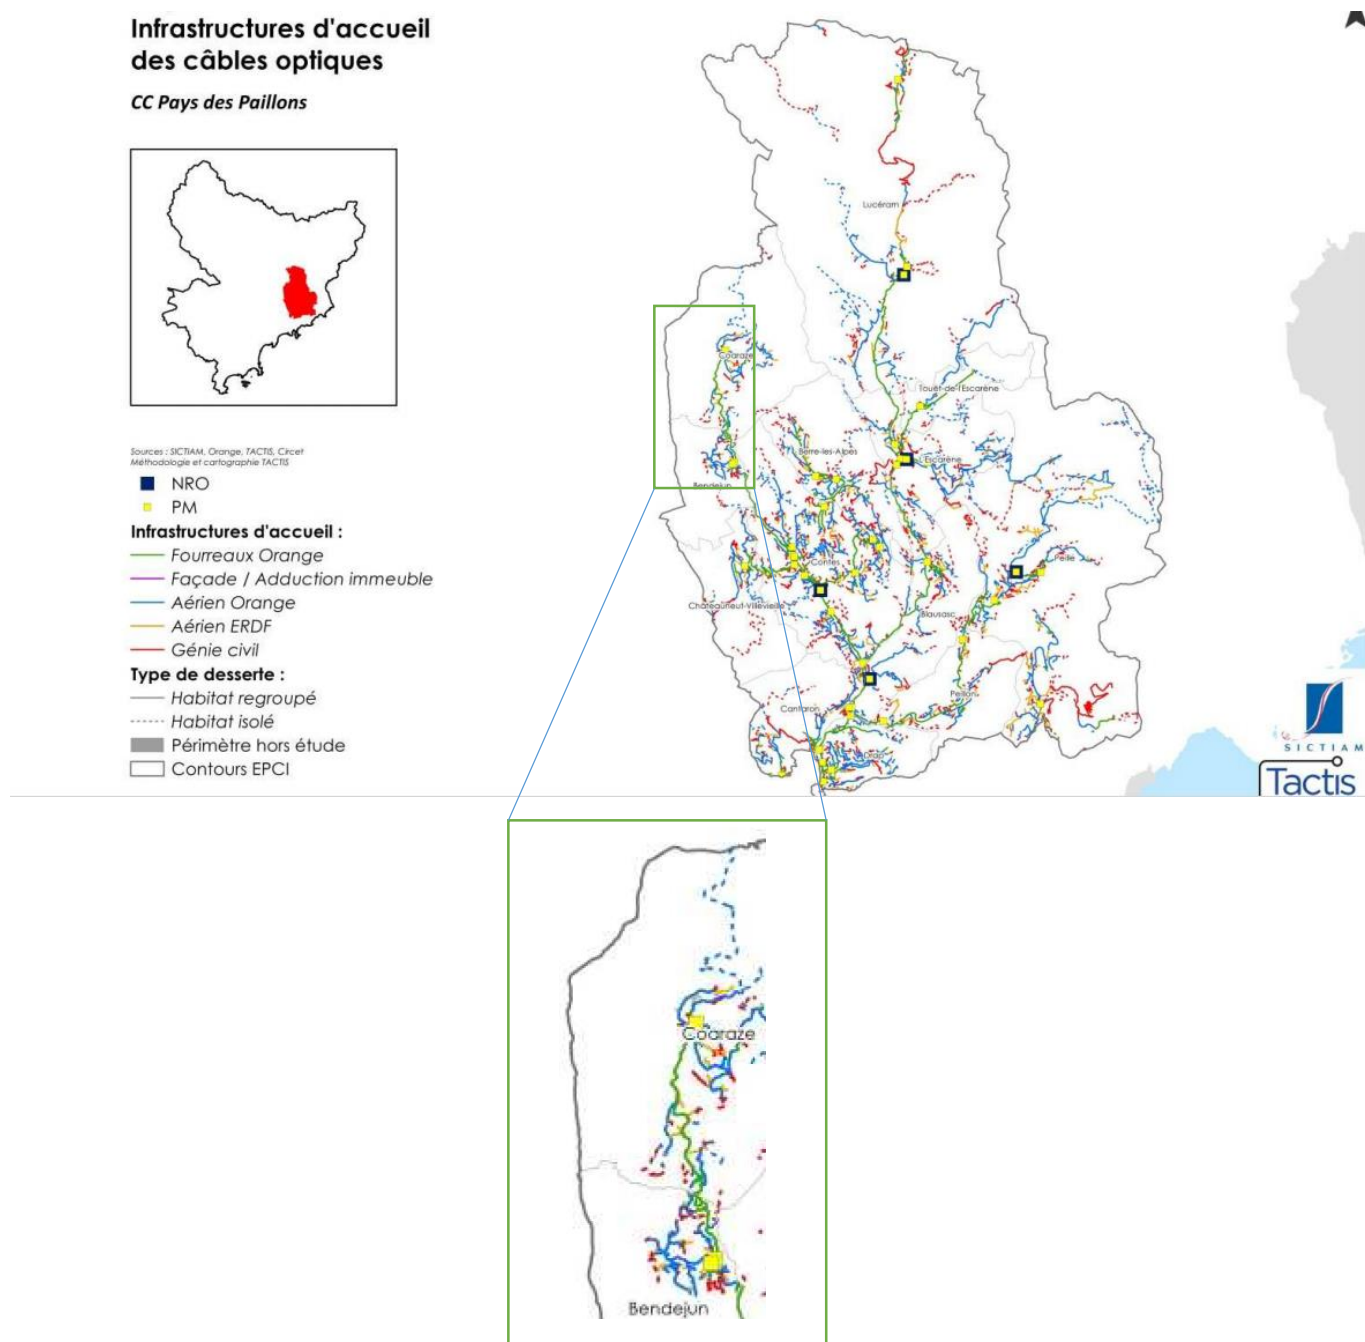 Infrastructures d'accueil
des câbles optiques
CC Pays des Paillons
Sources : SICTIAM, Orange, TACTIS, Circet
Méthodologie et cartographie TACTIS
NRO
PM
Infrastructures d'accueil :
Fourreaux Orange
Façade / Adduction immeuble
Aérien Orange
Aérien ERDF
Génie civil
Type de desserte :
Habitat regroupé
Habitat isolé
Périmètre hors étude
Contours EPCI
Lucéram
Coaraze
Touët-de-l'Escarène
Berre-les-Alpes
L'Escarène
Bendejun
Contes
Peille
Châteauneuf-Villevieille
Blausasc
Peillon
Cantaron
Drap
SICTIAM
Tactis
Coaraze
Bendejun